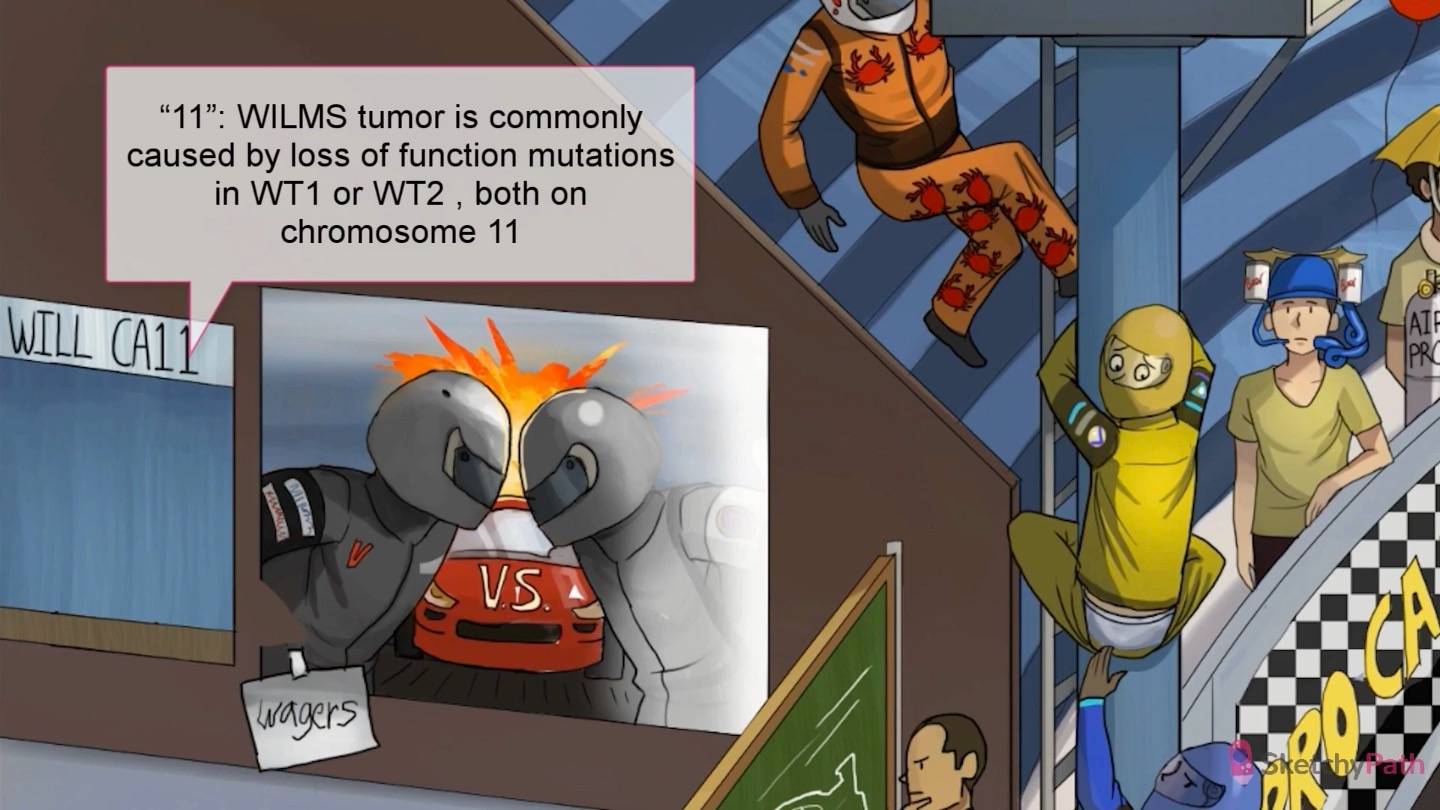 “11”: WILMS tumor is commonly
caused by loss of function mutations
in WT1 or WT2 , both on
chromosome 11
WILL CA11
V.S.
V
wagers
AIR
PRO CA
SketchyPath